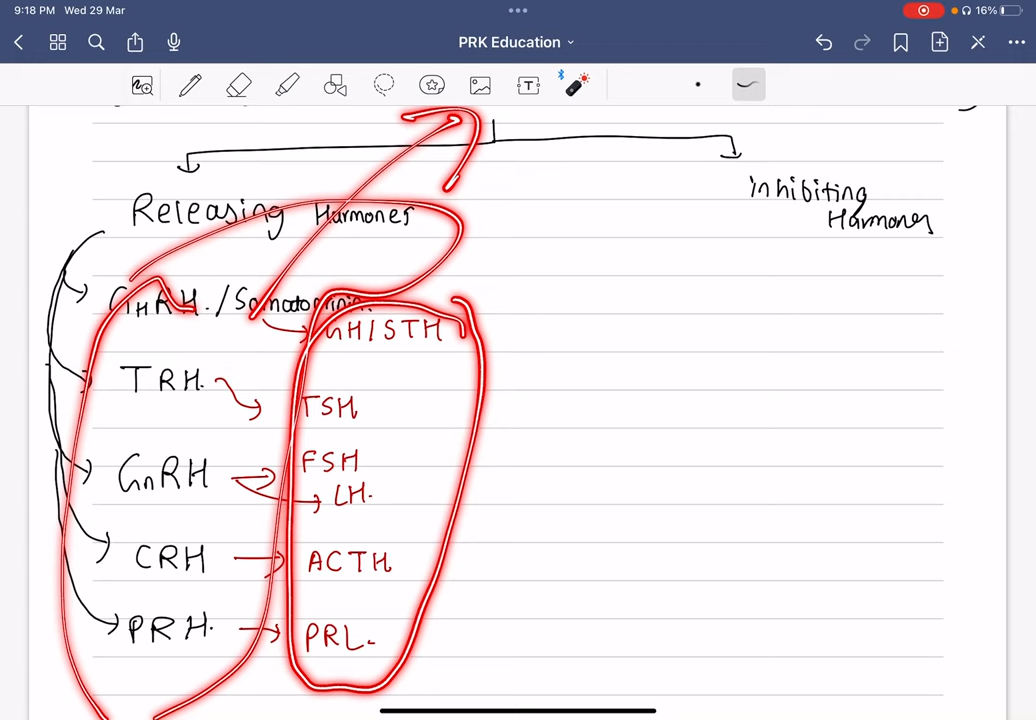 9:18 PM Wed 29 Mar
16%
PRK Education
T
Releasing Harmones
Inhibiting
Harmones
GHRH. / Somatocrinin.
GH/STH
TRH.
TSH
GnRH
FSH
LH.
CRH
ACTH
PRH.
PRL.